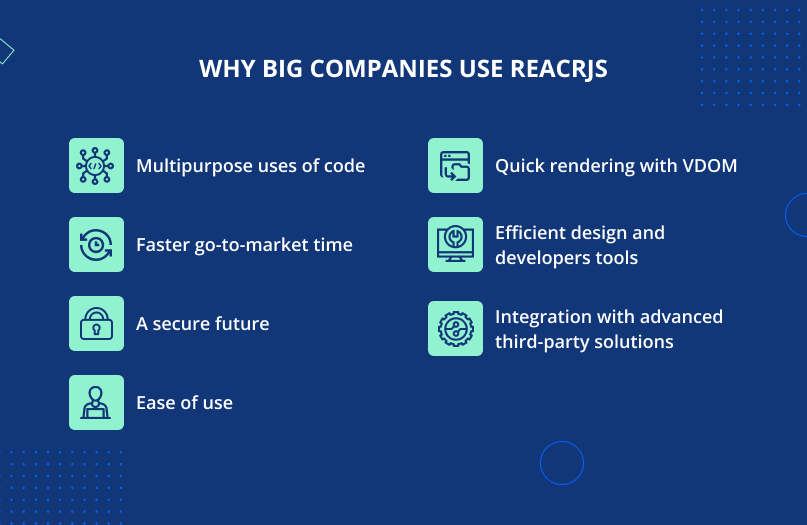 WHY BIG COMPANIES USE REACRJS
Multipurpose uses of code
Faster go-to-market time
A secure future
Ease of use
Quick rendering with VDOM
Efficient design and
developers tools
Integration with advanced
third-party solutions